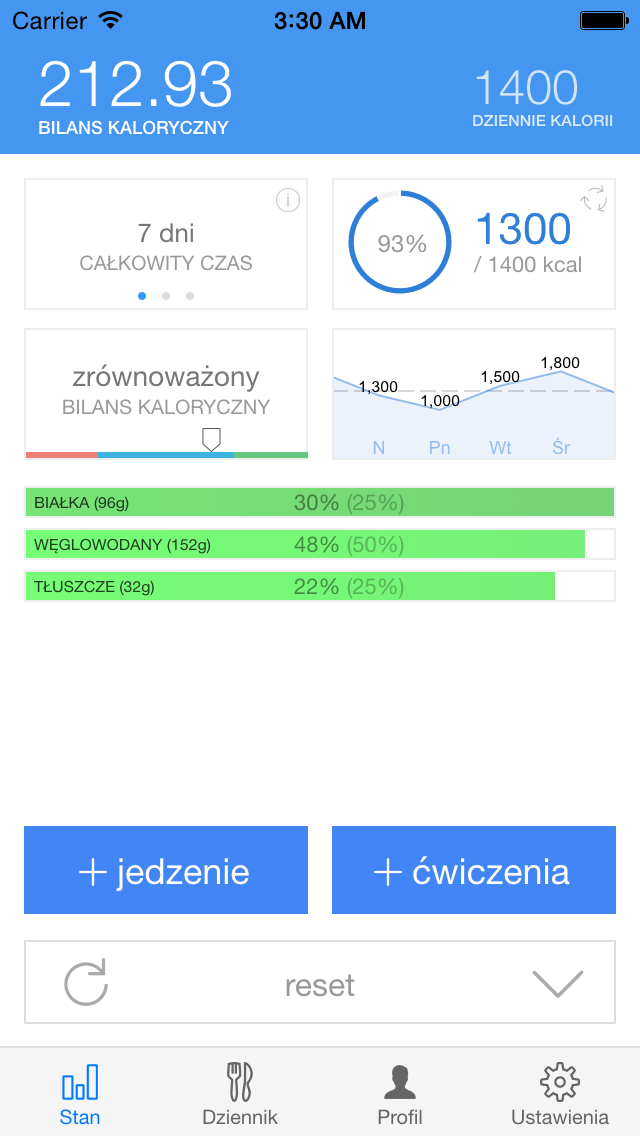 Carrier 3:30 AM
212.93
BILANS KALORYCZNY
1400
DZIENNIE KALORII
7 dni
CAŁKOWITY CZAS
93%
1300
/ 1400 kcal
zrównoważony
BILANS KALORYCZNY
1,300 1,000 1,500 1,800
N Pn Wt Śr
BIAŁKA (96g) 30% (25%)
WĘGLOWODANY (152g) 48% (50%)
TŁUSZCZE (32g) 22% (25%)
+ jedzenie
+ ćwiczenia
reset
Stan Dziennik Profil Ustawienia